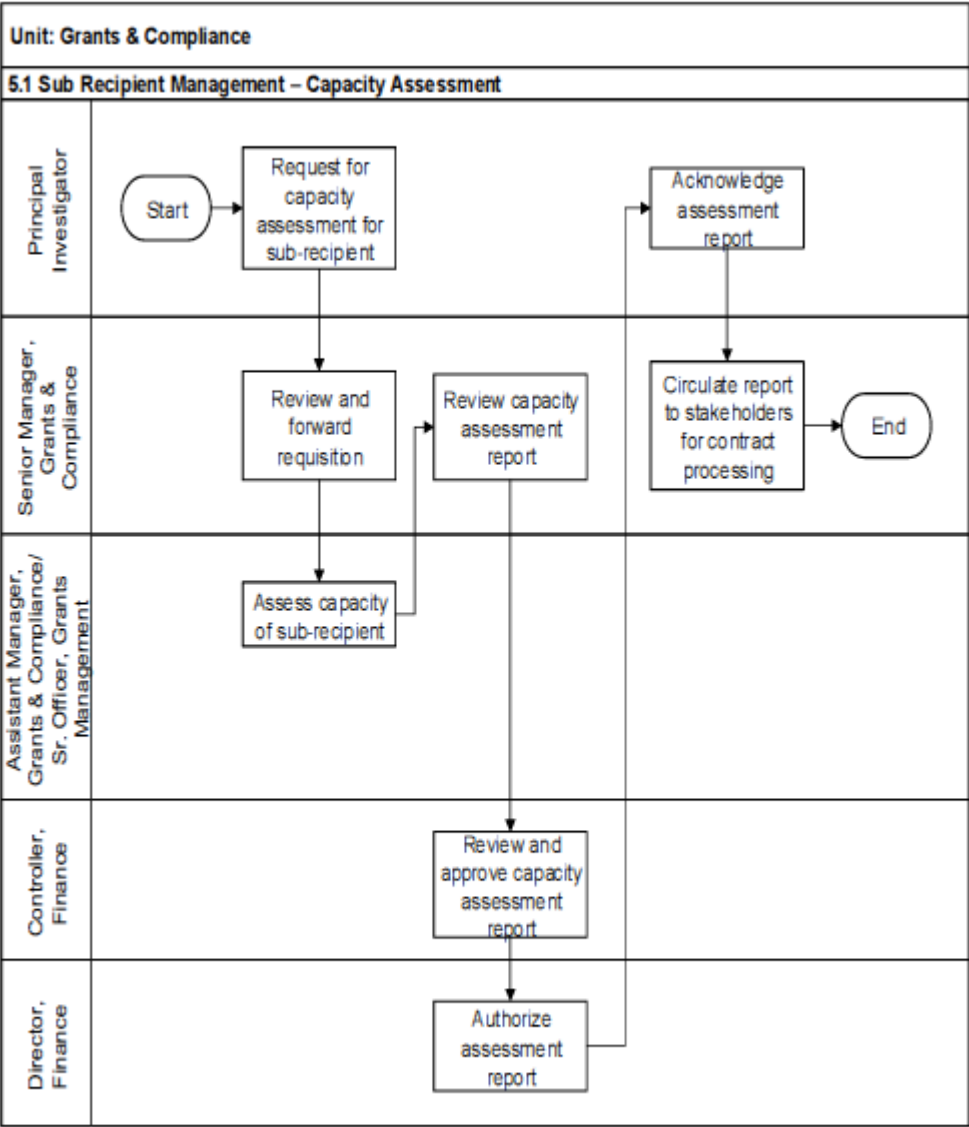 Unit: Grants & Compliance
5.1 Sub Recipient Management – Capacity Assessment
Principal
Investigator
Start
Request for
capacity
assessment for
sub-recipient
Acknowledge
assessment
report
Senior Manager,
Grants &
Compliance
Review and
forward
requisition
Review capacity
assessment
report
Circulate report
to stakeholders
for contract
processing
End
Assistant Manager,
Grants & Compliance/
Sr. Officer, Grants
Management
Assess capacity
of sub-recipient
Controller,
Finance
Review and
approve capacity
assessment
report
Director,
Finance
Authorize
assessment
report